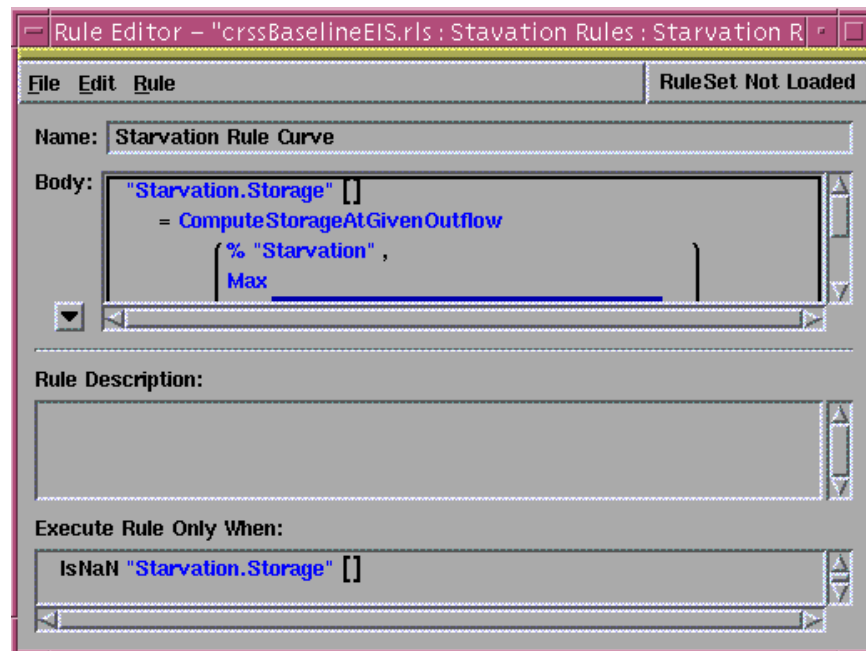 Rule Editor – "crssBaselineEIS.rls : Stavation Rules : Starvation R
File Edit Rule
RuleSet Not Loaded
Name: Starvation Rule Curve
Body: "Starvation.Storage" []
= ComputeStorageAtGivenOutflow
% "Starvation" ,
Max
Rule Description:
Execute Rule Only When:
IsNaN "Starvation.Storage" []